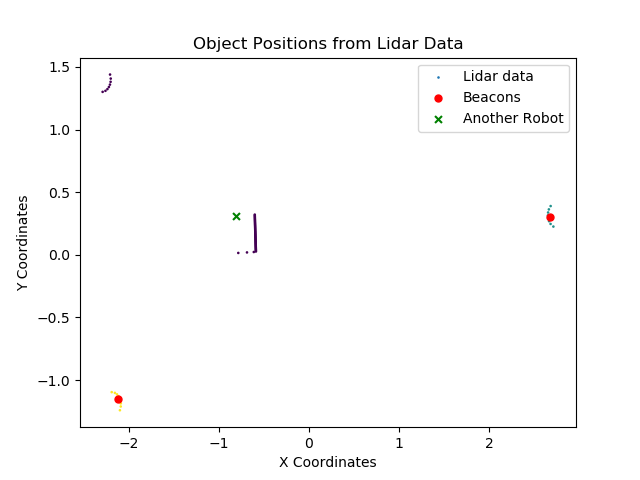 Object Positions from Lidar Data
Lidar data
Beacons
Another Robot
1.5
1.0
0.5
0.0
−0.5
−1.0
Y Coordinates
−2
−1
0
1
2
X Coordinates